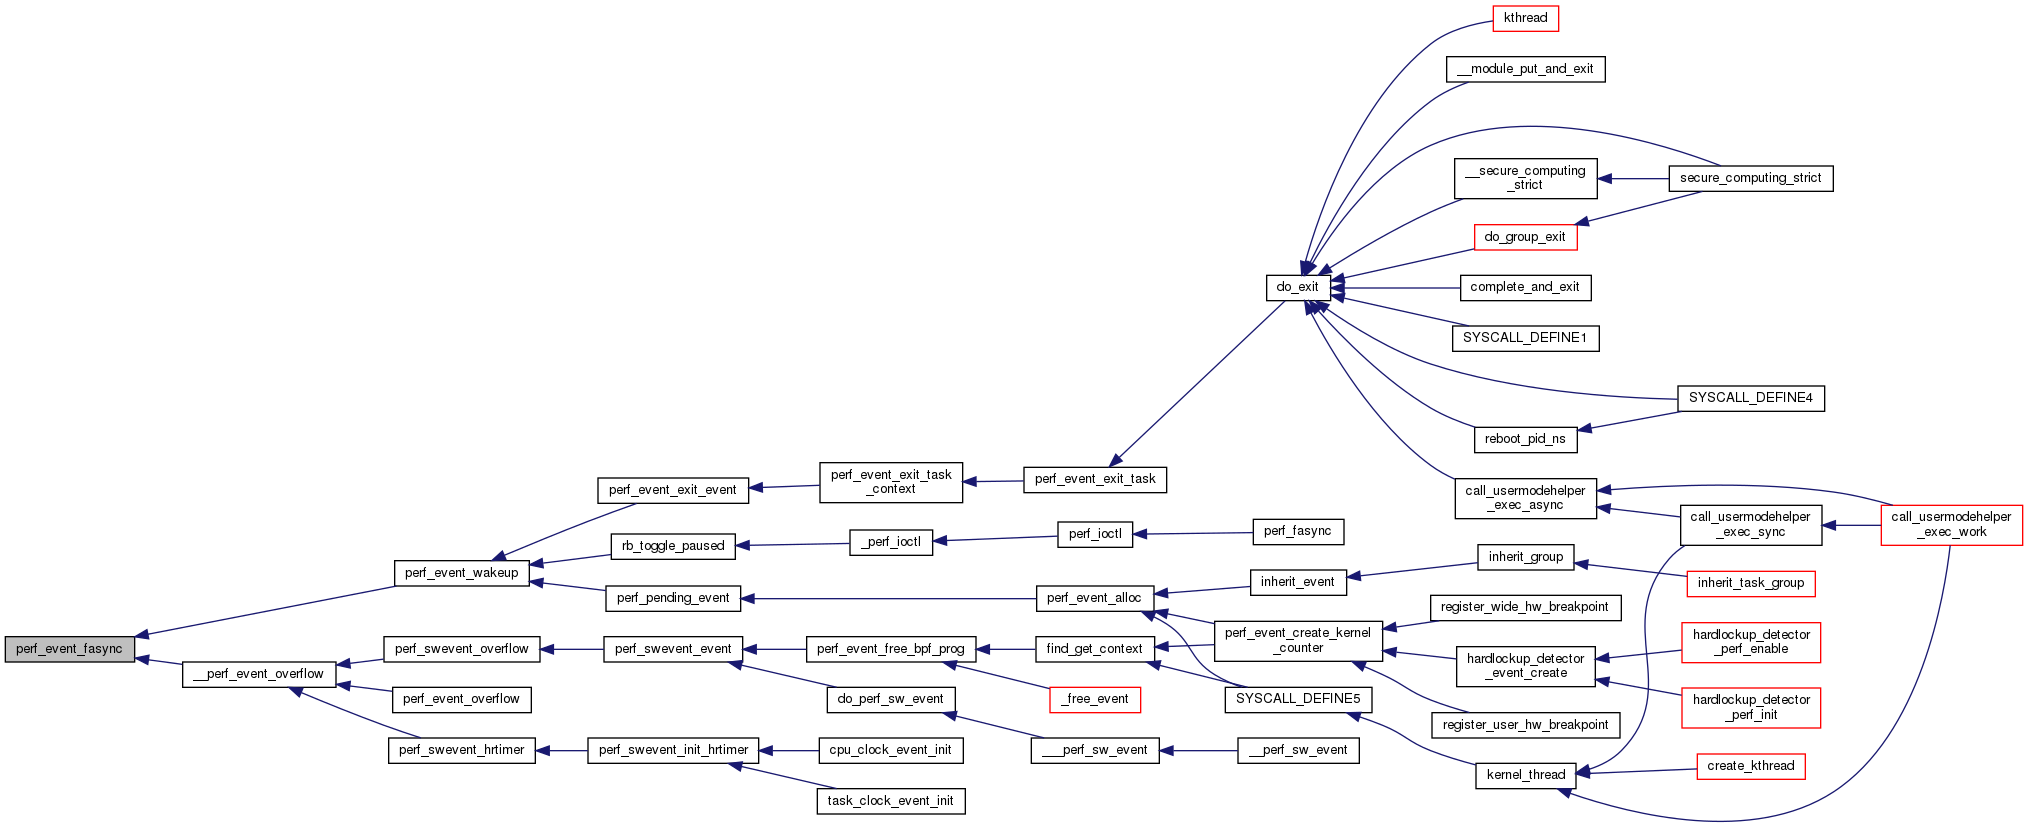 kthread
__module_put_and_exit
__secure_computing
_strict
secure_computing_strict
do_group_exit
do_exit
complete_and_exit
SYSCALL_DEFINE1
SYSCALL_DEFINE4
reboot_pid_ns
perf_event_exit_task
_context
perf_event_exit_task
perf_event_exit_event
call_usermodehelper
_exec_async
call_usermodehelper
_exec_sync
call_usermodehelper
_exec_work
rb_toggle_paused
_perf_ioctl
perf_ioctl
perf_fasync
perf_event_wakeup
inherit_group
inherit_event
inherit_task_group
perf_pending_event
perf_event_alloc
register_wide_hw_breakpoint
perf_event_create_kernel
_counter
hardlockup_detector
_perf_enable
perf_event_fasync
perf_swevent_overflow
perf_swevent_event
perf_event_free_bpf_prog
find_get_context
hardlockup_detector
_event_create
__perf_event_overflow
perf_event_overflow
do_perf_sw_event
_free_event
SYSCALL_DEFINE5
hardlockup_detector
_perf_init
register_user_hw_breakpoint
perf_swevent_hrtimer
perf_swevent_init_hrtimer
cpu_clock_event_init
___perf_sw_event
__perf_sw_event
kernel_thread
create_kthread
task_clock_event_init